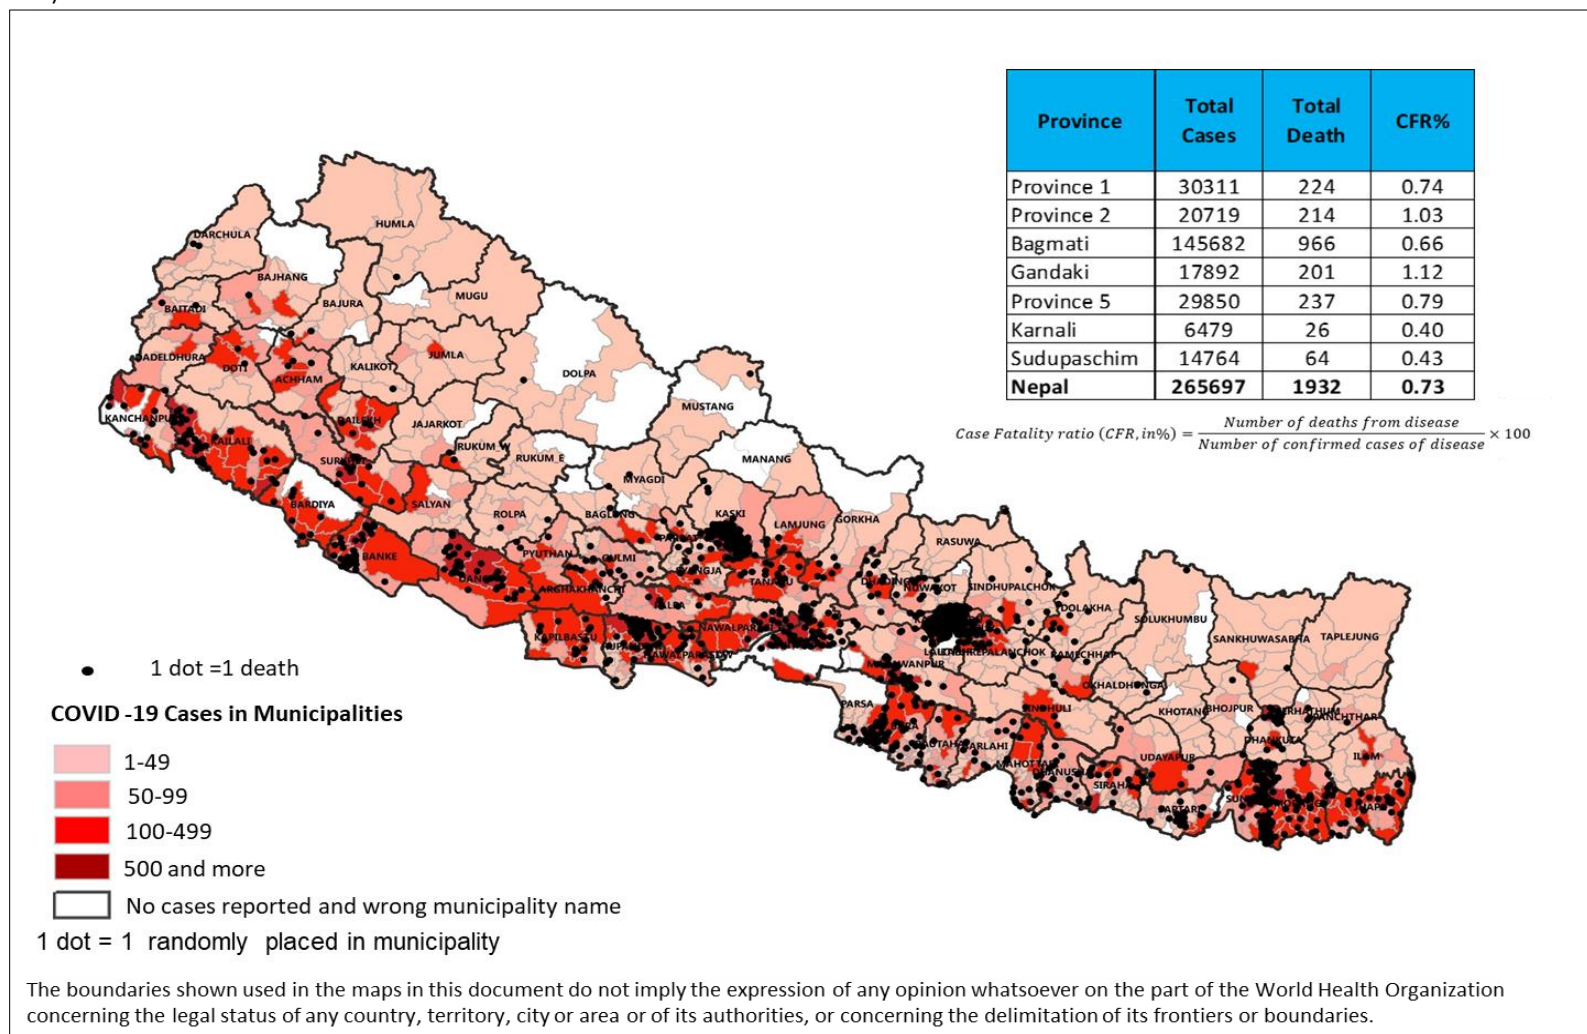 Province Total Cases Total Death CFR%
Province 1 30311 224 0.74
Province 2 20719 214 1.03
Bagmati 145682 966 0.66
Gandaki 17892 201 1.12
Province 5 29850 237 0.79
Karnali 6479 26 0.40
Sudupaschim 14764 64 0.43
Nepal 265697 1932 0.73
Case Fatality ratio (CFR, in%) = Number of deaths from disease / Number of confirmed cases of disease × 100
HUMLA
DARCHULA
BAJHANG
MUGU
BAJURA
BAITADI
JUMLA
DADELDHURA
DOTI
KALIKOT
DOLPA
ACHHAM
MUSTANG
JAJARKOT
KAILALI
RUKUM_W
RUKUM_E
MANANG
MYAGDI
BARDIYA
SALYAN
ROLPA
BAGLUNG
KASKI
LAMJUNG
GORKHA
RASUWA
BANKE
PYUTHAN
GULMI
SYANGJA
TANAHU
DHADING
NUWAKOT
SINDHUPALCHOK
ARGHAKHANCHI
DOLAKHA
SOLUKHUMBU
SANKHUWASABHA
TAPLEJUNG
KAPILBASTU
RAMECHHAP
OKHALDHUNGA
PARSA
KHOTANG
BHOJPUR
DHANKUTA
UDAYAPUR
SIRAHA
1 dot =1 death
COVID -19 Cases in Municipalities
1-49
50-99
100-499
500 and more
No cases reported and wrong municipality name
1 dot = 1 randomly placed in municipality
The boundaries shown used in the maps in this document do not imply the expression of any opinion whatsoever on the part of the World Health Organization
concerning the legal status of any country, territory, city or area or of its authorities, or concerning the delimitation of its frontiers or boundaries.